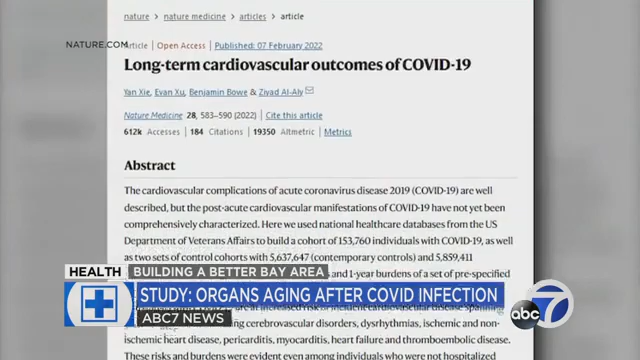 nature > nature medicine > articles > article
NATURE.COM
Article | Open Access | Published: 07 February 2022
Long-term cardiovascular outcomes of COVID-19
Yan Xie, Evan Xu, Benjamin Bowe & Ziyad Al-Aly
Nature Medicine 28, 583–590 (2022) | Cite this article
612k Accesses | 184 Citations | 19350 Altmetric | Metrics
Abstract
The cardiovascular complications of acute coronavirus disease 2019 (COVID-19) are well
described, but the post-acute cardiovascular manifestations of COVID-19 have not yet been
comprehensively characterized. Here we used national healthcare databases from the US
Department of Veterans Affairs to build a cohort of 153,760 individuals with COVID-19, as well
as two sets of control cohorts with 5,637,647 (contemporary controls) and 5,859,411
and 1-year burdens of a set of pre-specified
HEALTH
BUILDING A BETTER BAY AREA
STUDY: ORGANS AGING AFTER COVID INFECTION
ABC7 NEWS
abc 7
cerebrovascular disorders, dysrhythmias, ischemic and non-
ischemic heart disease, pericarditis, myocarditis, heart failure and thromboembolic disease.
These risks and burdens were evident even among individuals who were not hospitalized